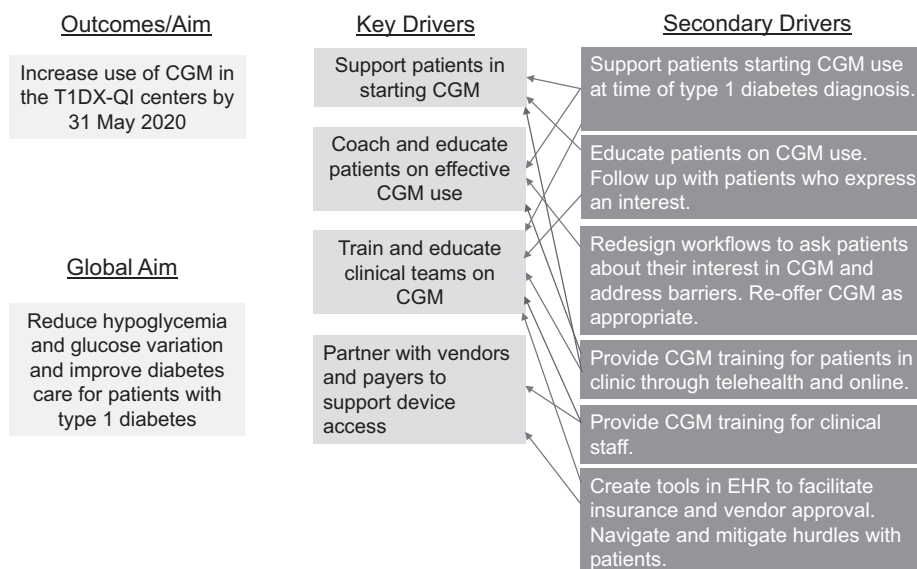 Outcomes/Aim
Increase use of CGM in
the T1DX-QI centers by
31 May 2020
Global Aim
Reduce hypoglycemia
and glucose variation
and improve diabetes
care for patients with
type 1 diabetes
Key Drivers
Support patients in
starting CGM
Coach and educate
patients on effective
CGM use
Train and educate
clinical teams on
CGM
Partner with vendors
and payers to
support device
access
Secondary Drivers
Support patients starting CGM use
at time of type 1 diabetes diagnosis.
Educate patients on CGM use.
Follow up with patients who express
an interest.
Redesign workflows to ask patients
about their interest in CGM and
address barriers. Re-offer CGM as
appropriate.
Provide CGM training for patients in
clinic through telehealth and online.
Provide CGM training for clinical
staff.
Create tools in EHR to facilitate
insurance and vendor approval.
Navigate and mitigate hurdles with
patients.